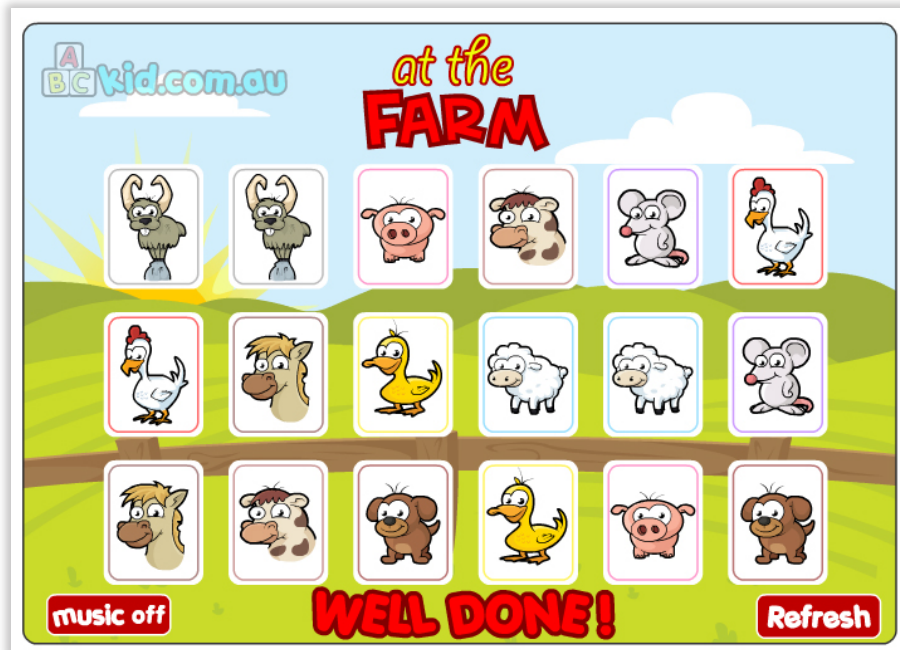 ABC kid.com.au
at the
FARM
WELL DONE!
music off
Refresh